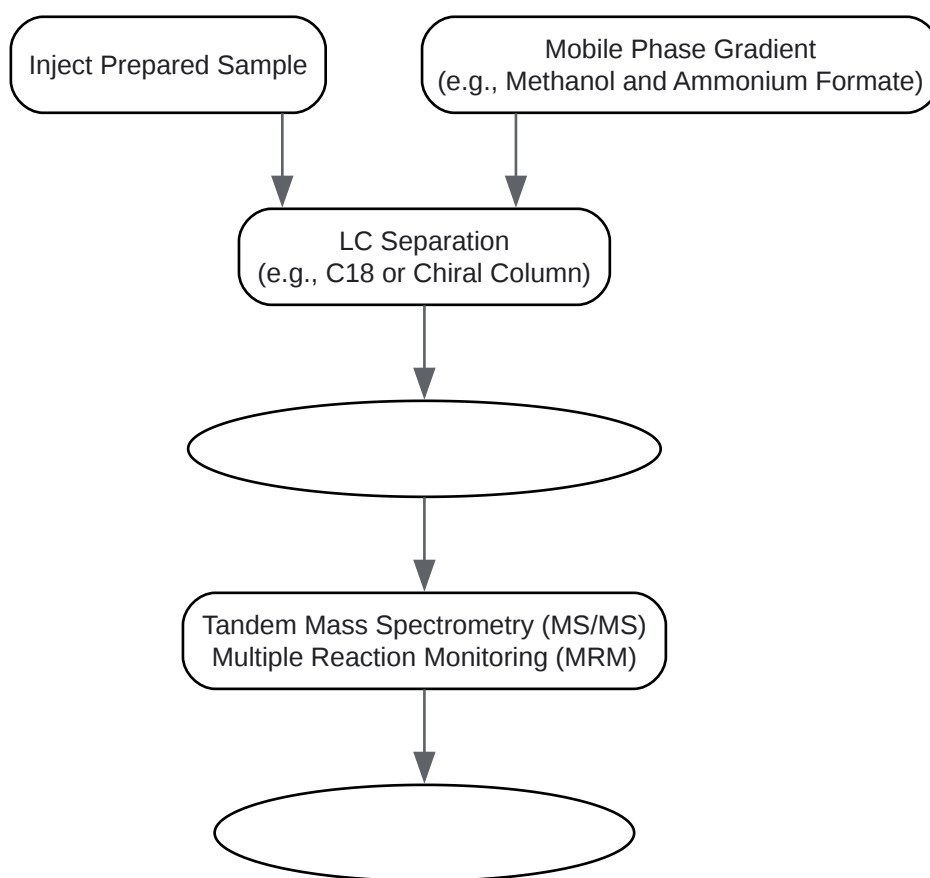 Inject Prepared Sample
Mobile Phase Gradient
(e.g., Methanol and Ammonium Formate)
LC Separation
(e.g., C18 or Chiral Column)
Tandem Mass Spectrometry (MS/MS)
Multiple Reaction Monitoring (MRM)